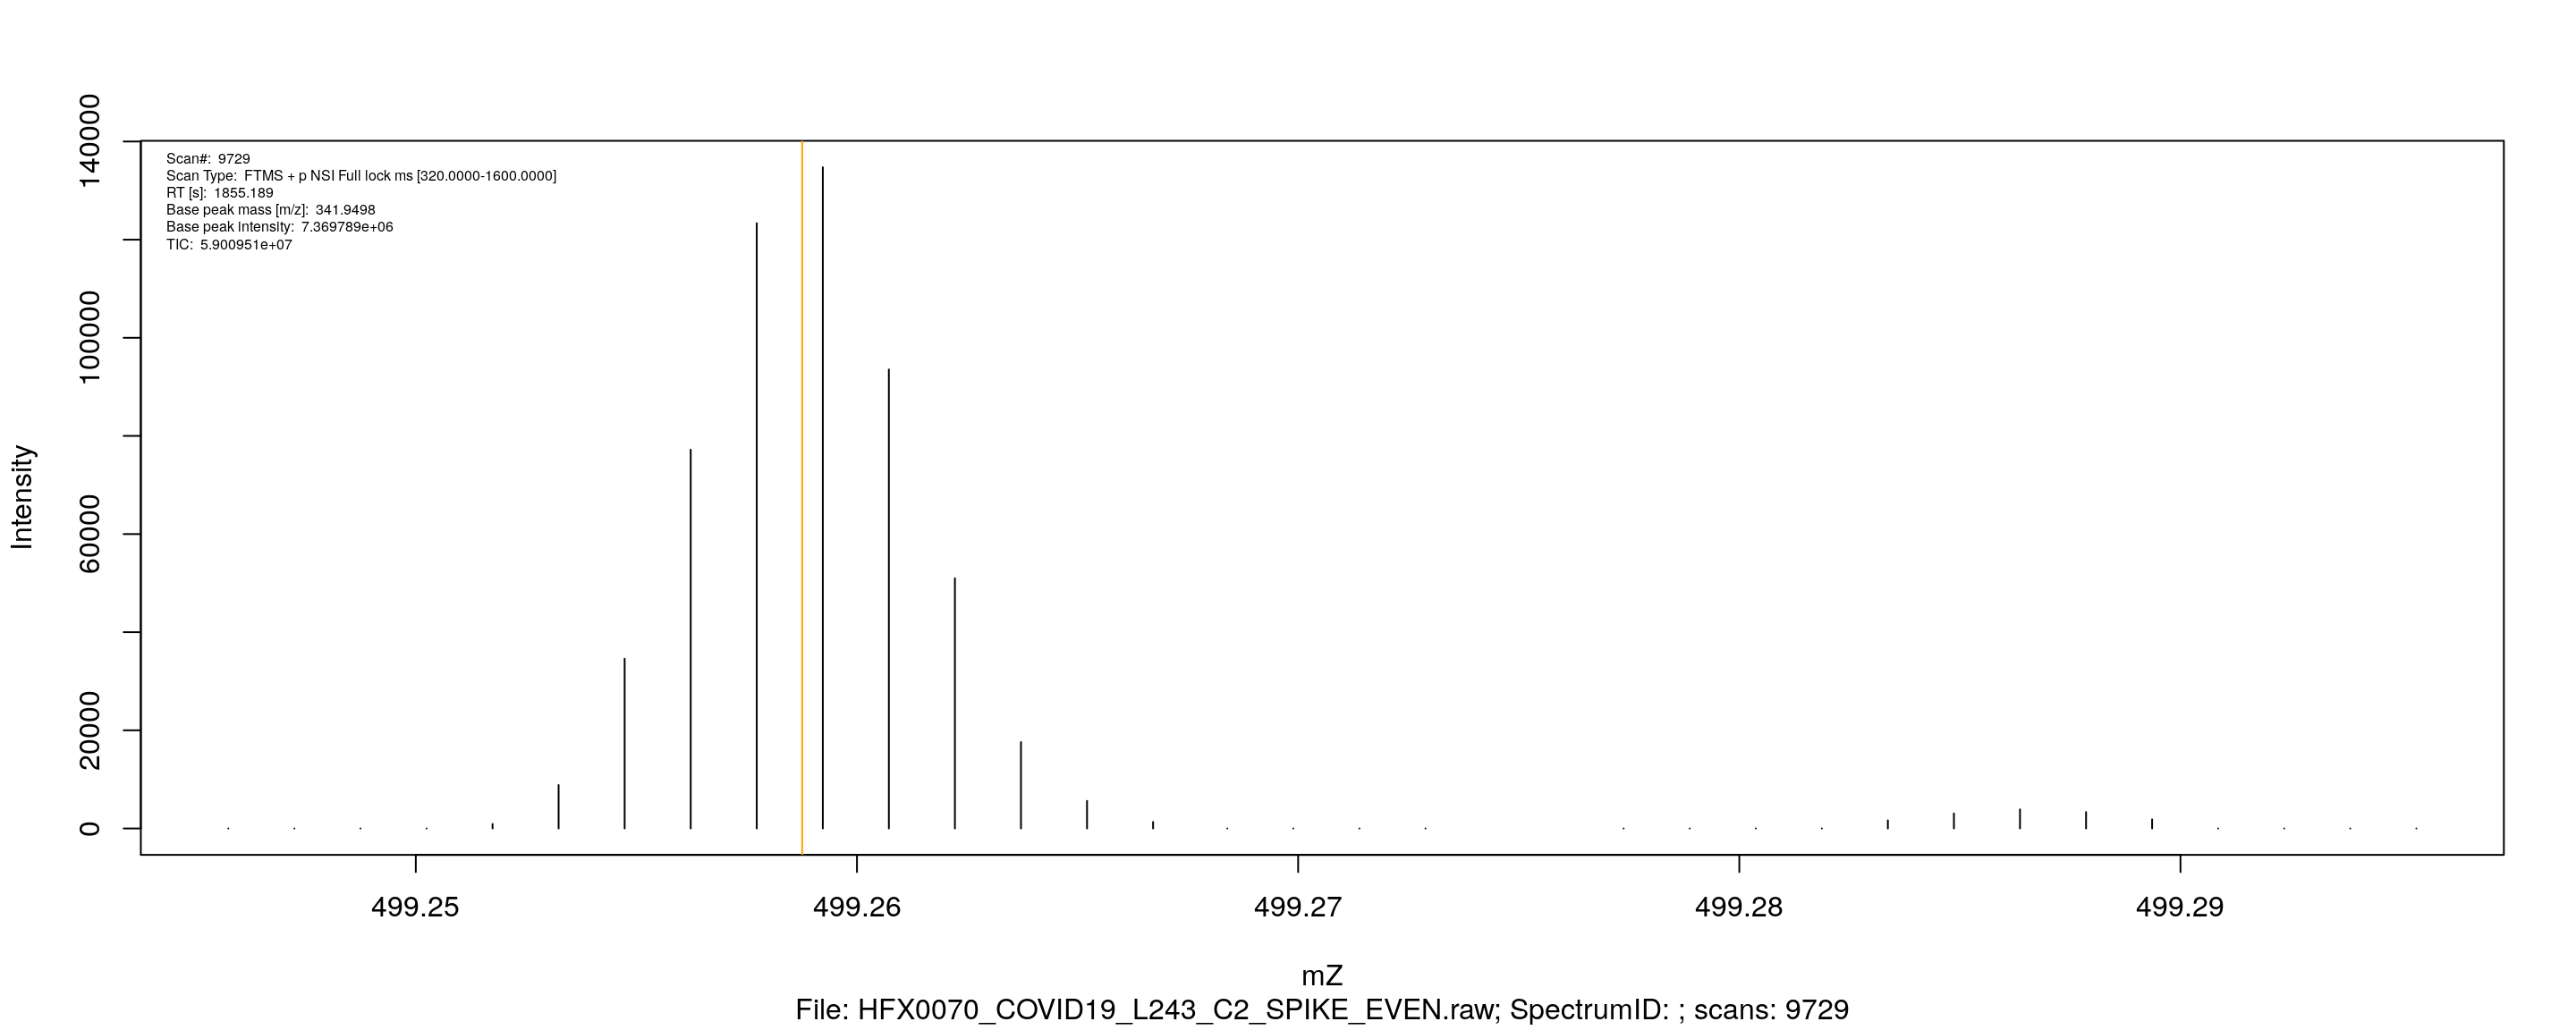 Scan#: 9729
Scan Type: FTMS + p NSI Full lock ms [320.0000-1600.0000]
RT [s]: 1855.189
Base peak mass [m/z]: 341.9498
Base peak intensity: 7.369789e+06
TIC: 5.900951e+07
Intensity
140000
100000
60000
20000
0
499.25 499.26 499.27 499.28 499.29
mZ
File: HFX0070_COVID19_L243_C2_SPIKE_EVEN.raw; SpectrumID: ; scans: 9729